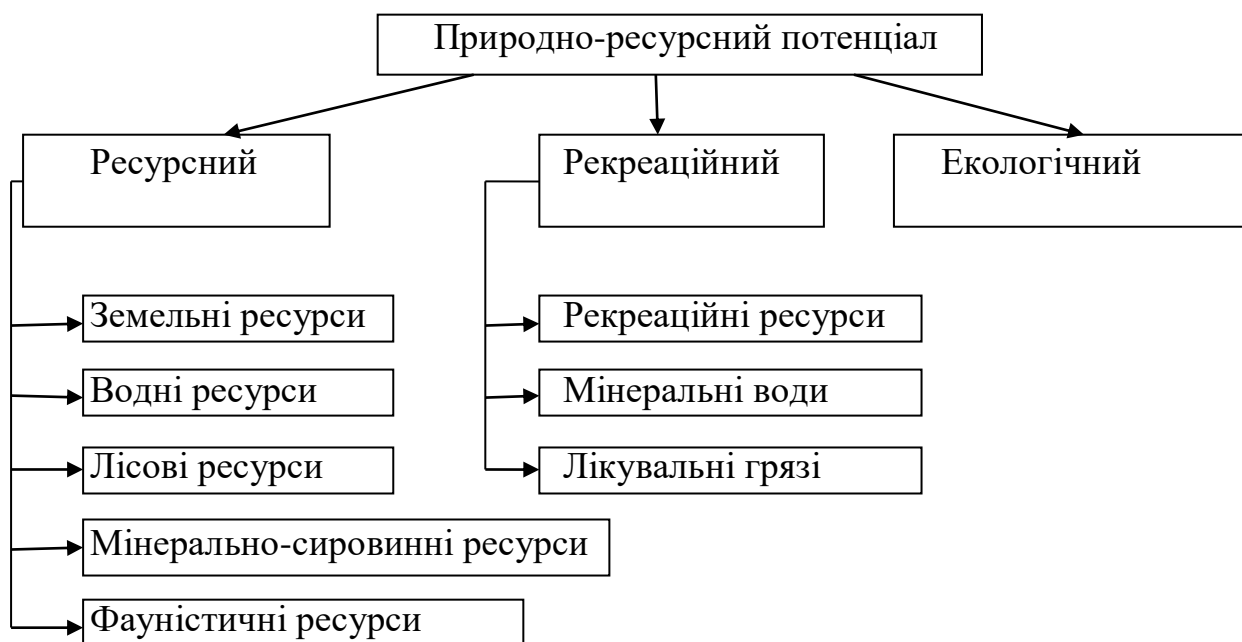 Природно-ресурсний потенціал
Ресурсний
Рекреаційний
Екологічний
Земельні ресурси
Рекреаційні ресурси
Водні ресурси
Мінеральні води
Лісові ресурси
Лікувальні грязі
Мінерально-сировинні ресурси
Фауністичні ресурси